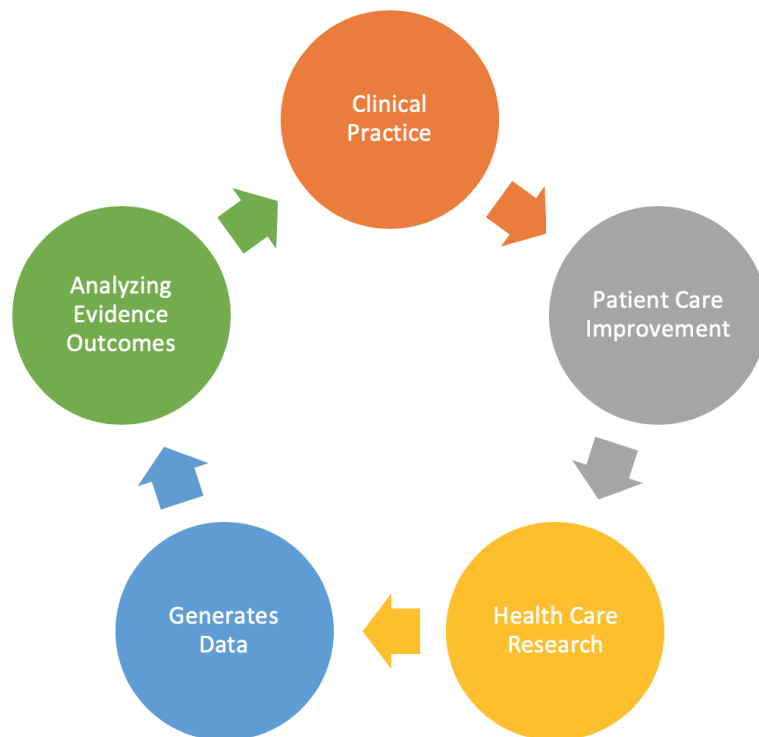 Clinical
Practice
Patient Care
Improvement
Health Care
Research
Generates
Data
Analyzing
Evidence
Outcomes